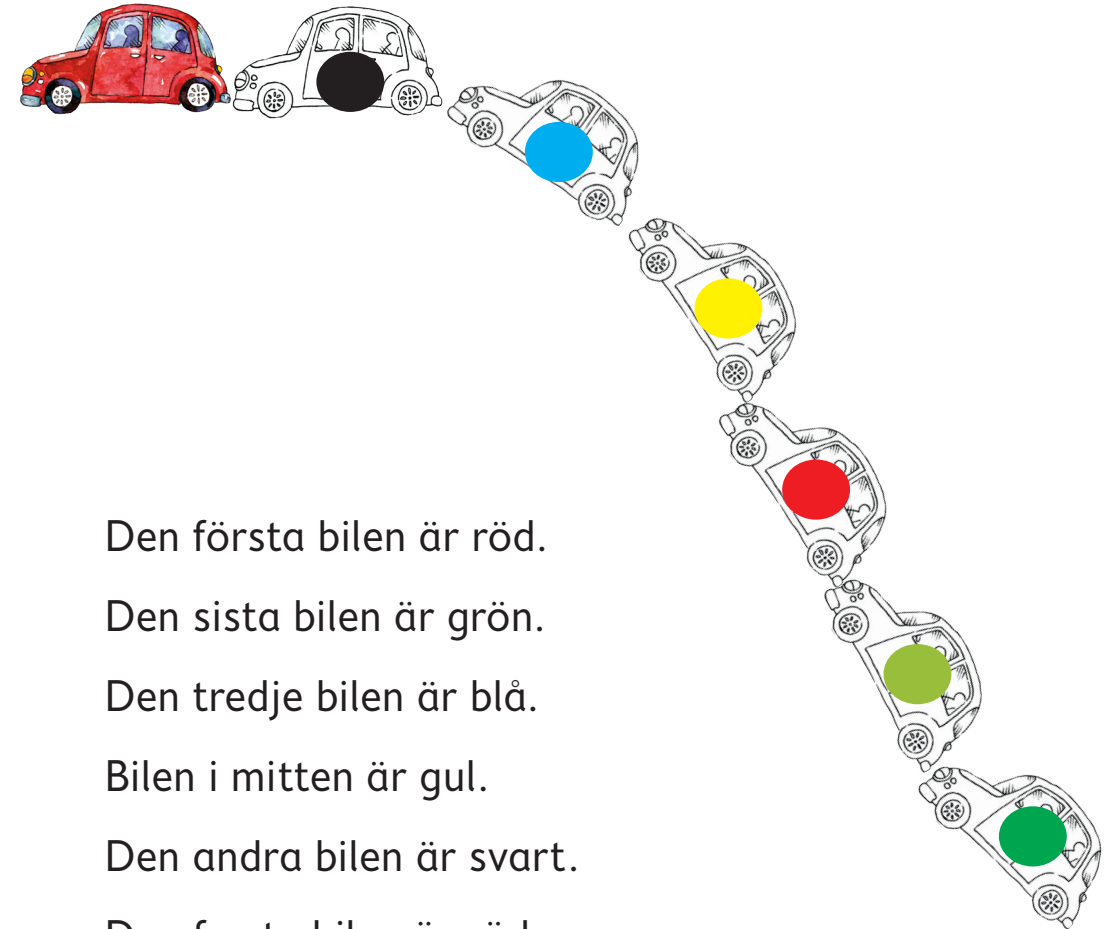 Den första bilen är röd.
Den sista bilen är grön.
Den tredje bilen är blå.
Bilen i mitten är gul.
Den andra bilen är svart.